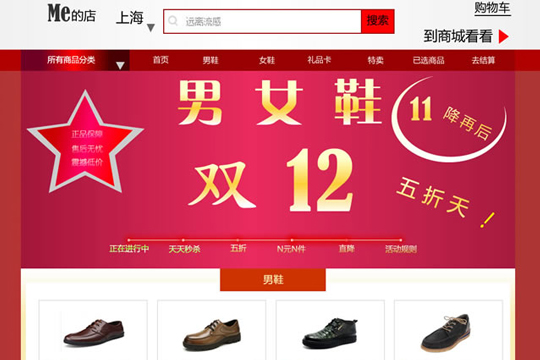 Me的店 上海 远离流感 搜索 购物车
到商城看看
所有商品分类 首页 男鞋 女鞋 礼品卡 特卖 已选商品 去结算
男女鞋
双12
11 降再后
五折天！
正品保障
售后无忧
震撼低价
正在进行中 天天秒杀 五折 N元N件 直降 活动规则
男鞋